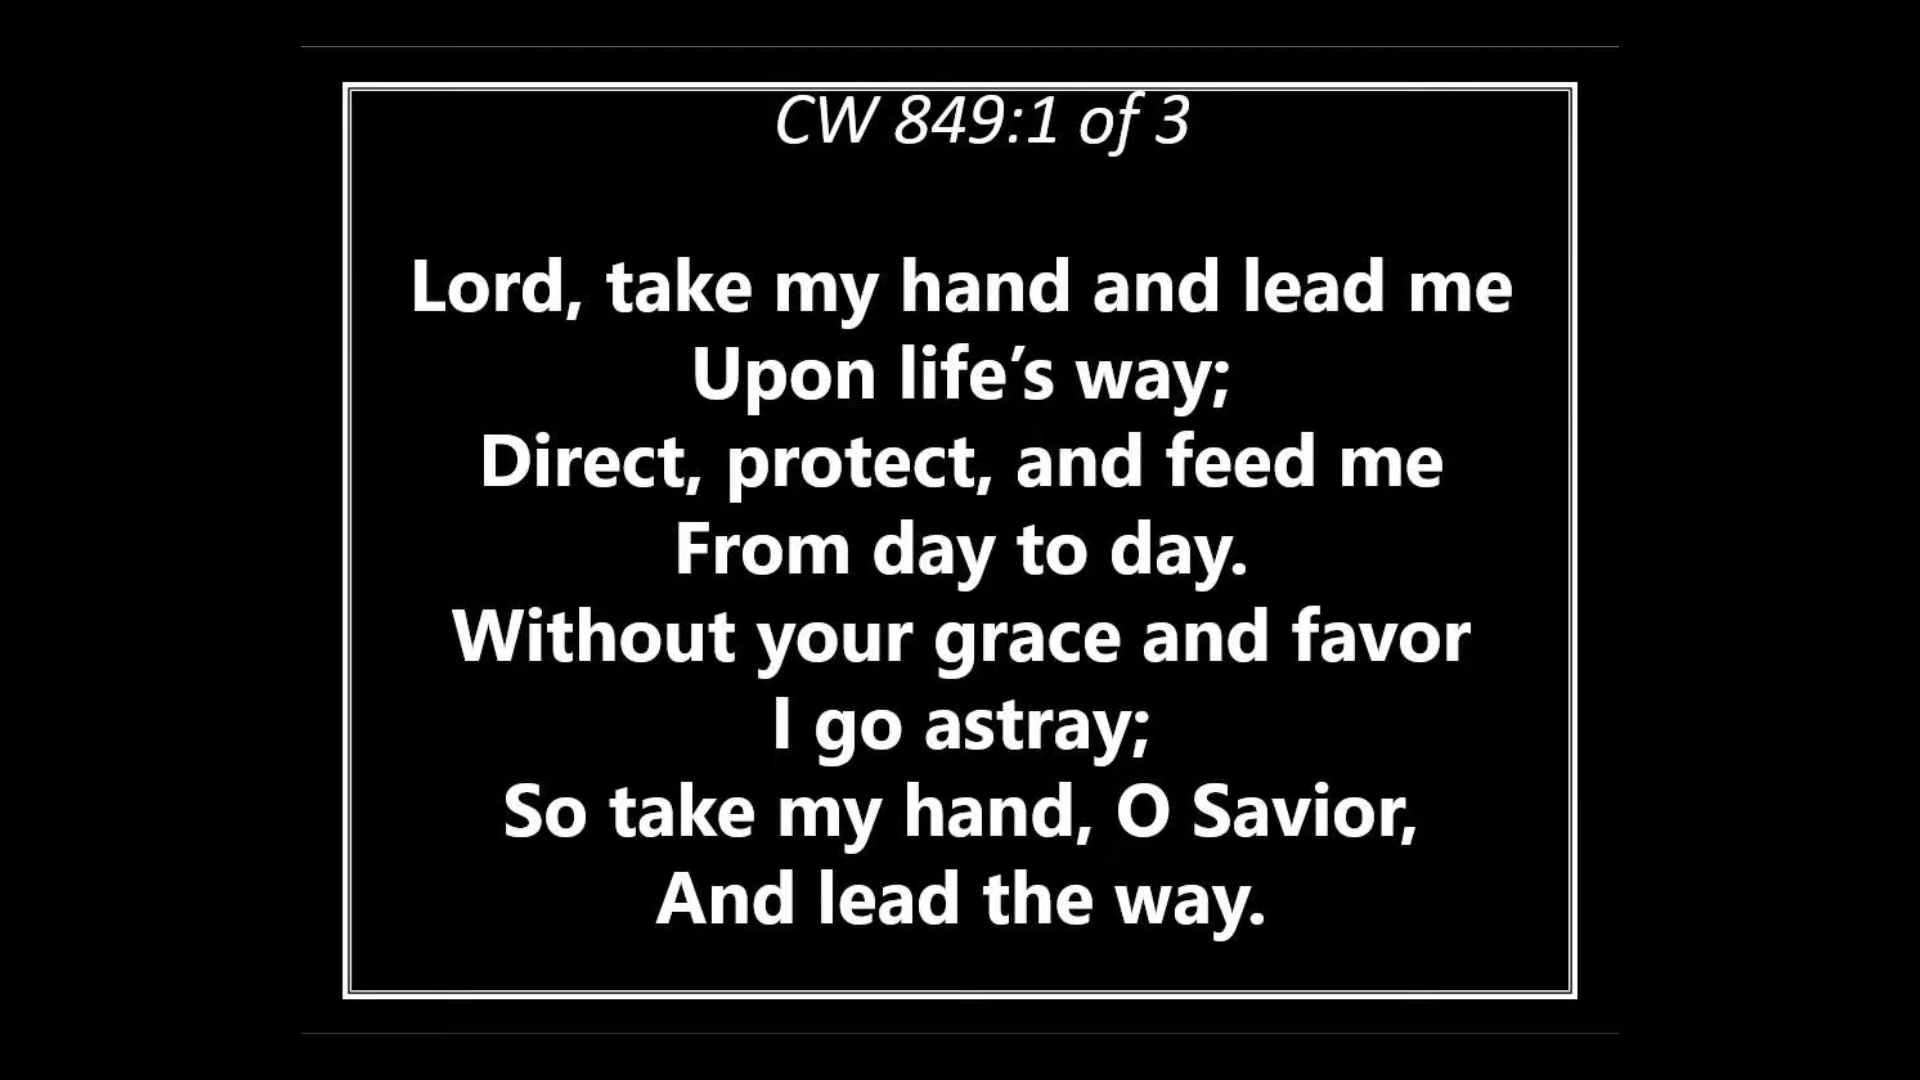 CW 849:1 of 3
Lord, take my hand and lead me
Upon life’s way;
Direct, protect, and feed me
From day to day.
Without your grace and favor
I go astray;
So take my hand, O Savior,
And lead the way.